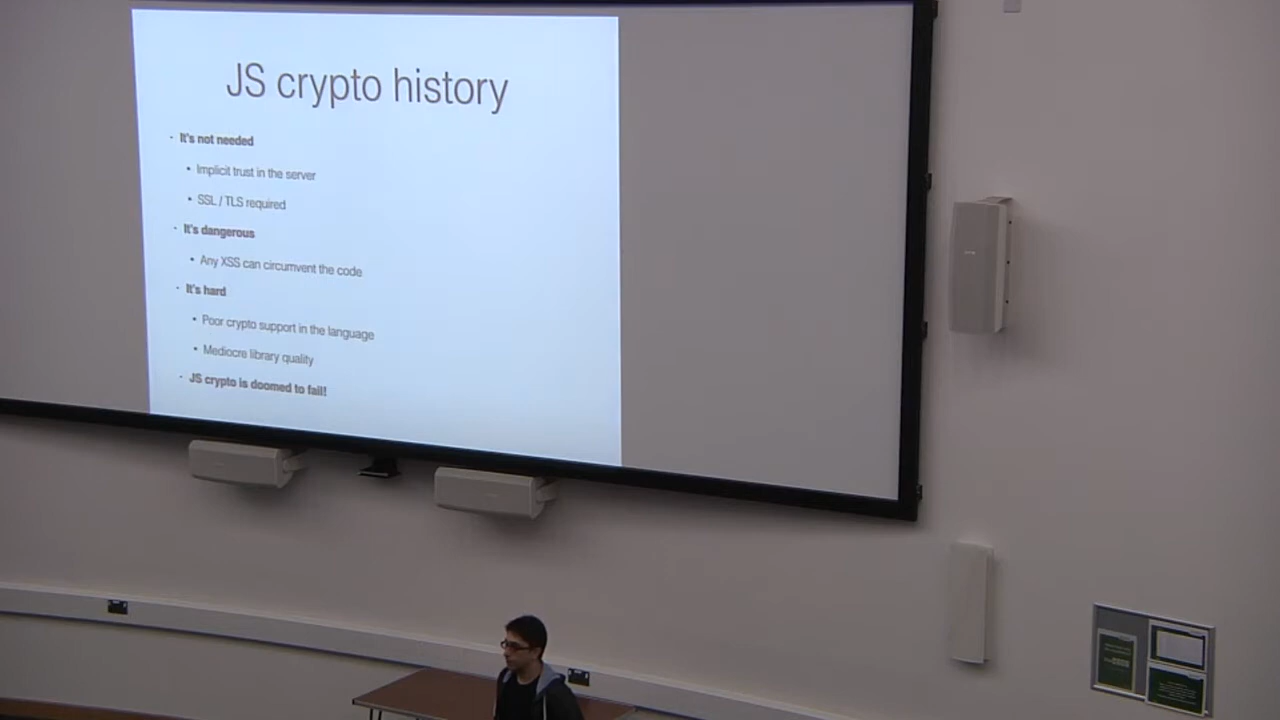 JS crypto history
- It's not needed
• Implicit trust in the server
• SSL / TLS required
- It's dangerous
• Any XSS can circumvent the code
- It's hard
• Poor crypto support in the language
• Mediocre library quality
- JS crypto is doomed to fail!